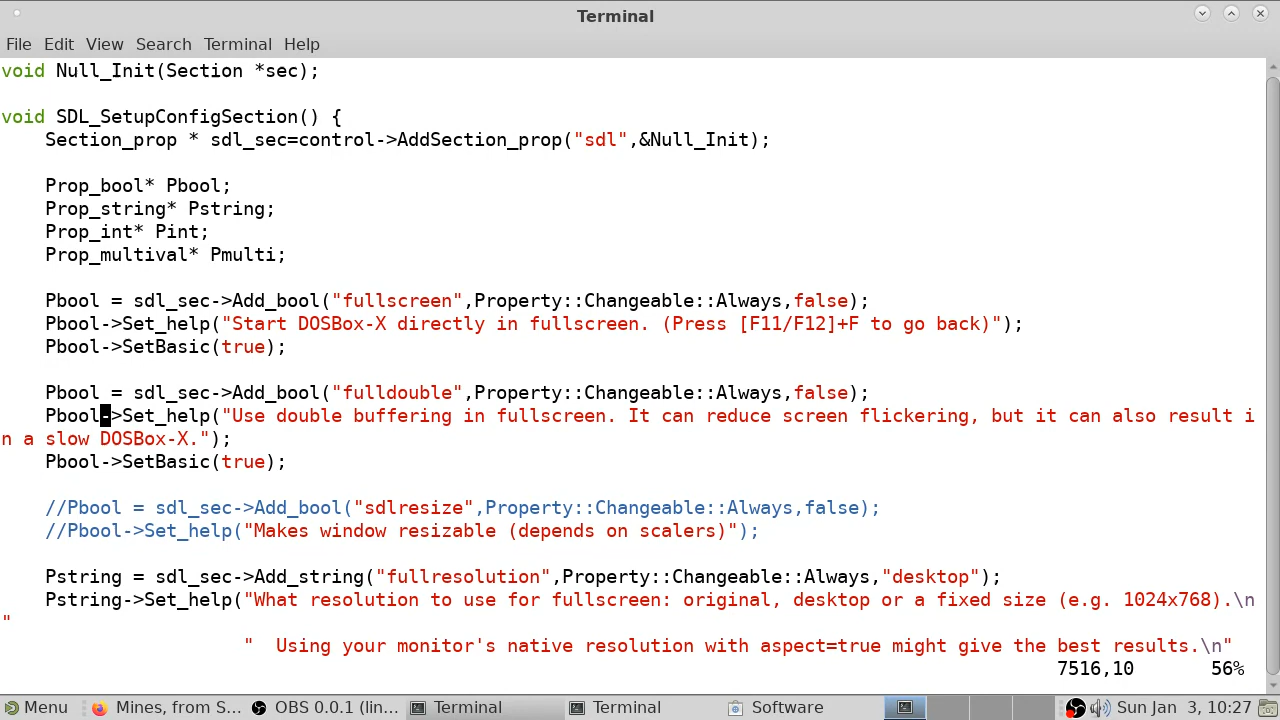 Terminal
File Edit View Search Terminal Help
void Null_Init(Section *sec);
void SDL_SetupConfigSection() {
    Section_prop * sdl_sec=control->AddSection_prop("sdl",&Null_Init);
    Prop_bool* Pbool;
    Prop_string* Pstring;
    Prop_int* Pint;
    Prop_multival* Pmulti;
    Pbool = sdl_sec->Add_bool("fullscreen",Property::Changeable::Always,false);
    Pbool->Set_help("Start DOSBox-X directly in fullscreen. (Press [F11/F12]+F to go back)");
    Pbool->SetBasic(true);
    Pbool = sdl_sec->Add_bool("fulldouble",Property::Changeable::Always,false);
    Pbool->Set_help("Use double buffering in fullscreen. It can reduce screen flickering, but it can also result i
n a slow DOSBox-X.");
    Pbool->SetBasic(true);
    //Pbool = sdl_sec->Add_bool("sdlresize",Property::Changeable::Always,false);
    //Pbool->Set_help("Makes window resizable (depends on scalers)");
    Pstring = sdl_sec->Add_string("fullresolution",Property::Changeable::Always,"desktop");
    Pstring->Set_help("What resolution to use for fullscreen: original, desktop or a fixed size (e.g. 1024x768).\n
"
                      "  Using your monitor's native resolution with aspect=true might give the best results.\n"
7516,10 56%
Menu Mines, from S... OBS 0.0.1 (lin... Terminal Terminal Software Sun Jan 3, 10:27